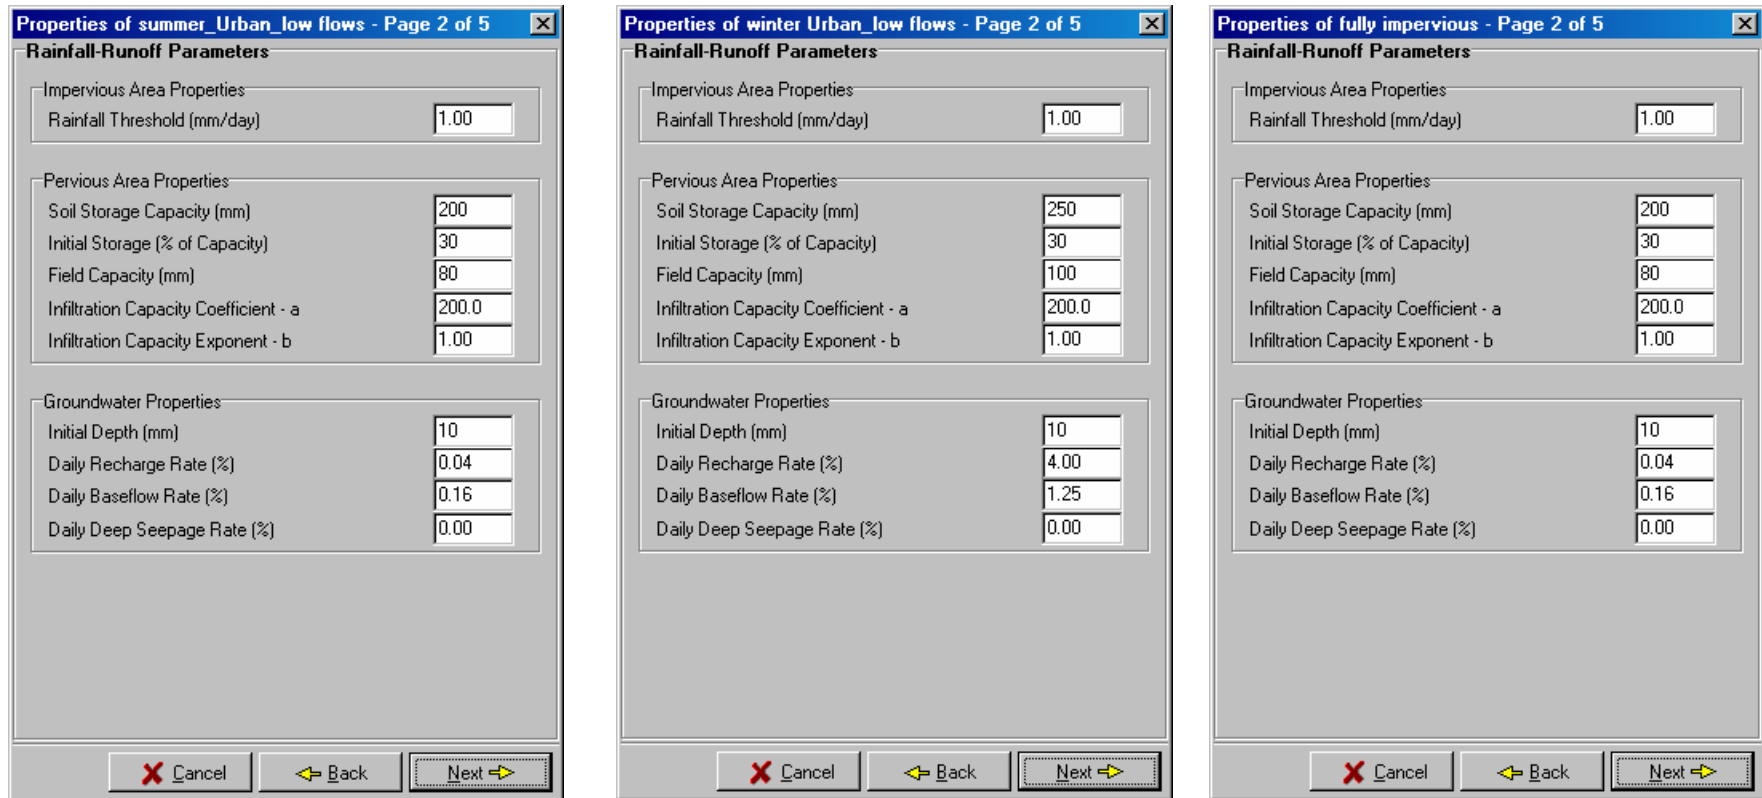 Properties of summer_Urban_low flows - Page 2 of 5
Rainfall-Runoff Parameters
Impervious Area Properties
Rainfall Threshold (mm/day) 1.00
Pervious Area Properties
Soil Storage Capacity (mm) 200
Initial Storage (% of Capacity) 30
Field Capacity (mm) 80
Infiltration Capacity Coefficient - a 200.0
Infiltration Capacity Exponent - b 1.00
Groundwater Properties
Initial Depth (mm) 10
Daily Recharge Rate (%) 0.04
Daily Baseflow Rate (%) 0.16
Daily Deep Seepage Rate (%) 0.00
Cancel Back Next
Properties of winter Urban_low flows - Page 2 of 5
Rainfall-Runoff Parameters
Impervious Area Properties
Rainfall Threshold (mm/day) 1.00
Pervious Area Properties
Soil Storage Capacity (mm) 250
Initial Storage (% of Capacity) 30
Field Capacity (mm) 100
Infiltration Capacity Coefficient - a 200.0
Infiltration Capacity Exponent - b 1.00
Groundwater Properties
Initial Depth (mm) 10
Daily Recharge Rate (%) 4.00
Daily Baseflow Rate (%) 1.25
Daily Deep Seepage Rate (%) 0.00
Cancel Back Next
Properties of fully impervious - Page 2 of 5
Rainfall-Runoff Parameters
Impervious Area Properties
Rainfall Threshold (mm/day) 1.00
Pervious Area Properties
Soil Storage Capacity (mm) 200
Initial Storage (% of Capacity) 30
Field Capacity (mm) 80
Infiltration Capacity Coefficient - a 200.0
Infiltration Capacity Exponent - b 1.00
Groundwater Properties
Initial Depth (mm) 10
Daily Recharge Rate (%) 0.04
Daily Baseflow Rate (%) 0.16
Daily Deep Seepage Rate (%) 0.00
Cancel Back Next